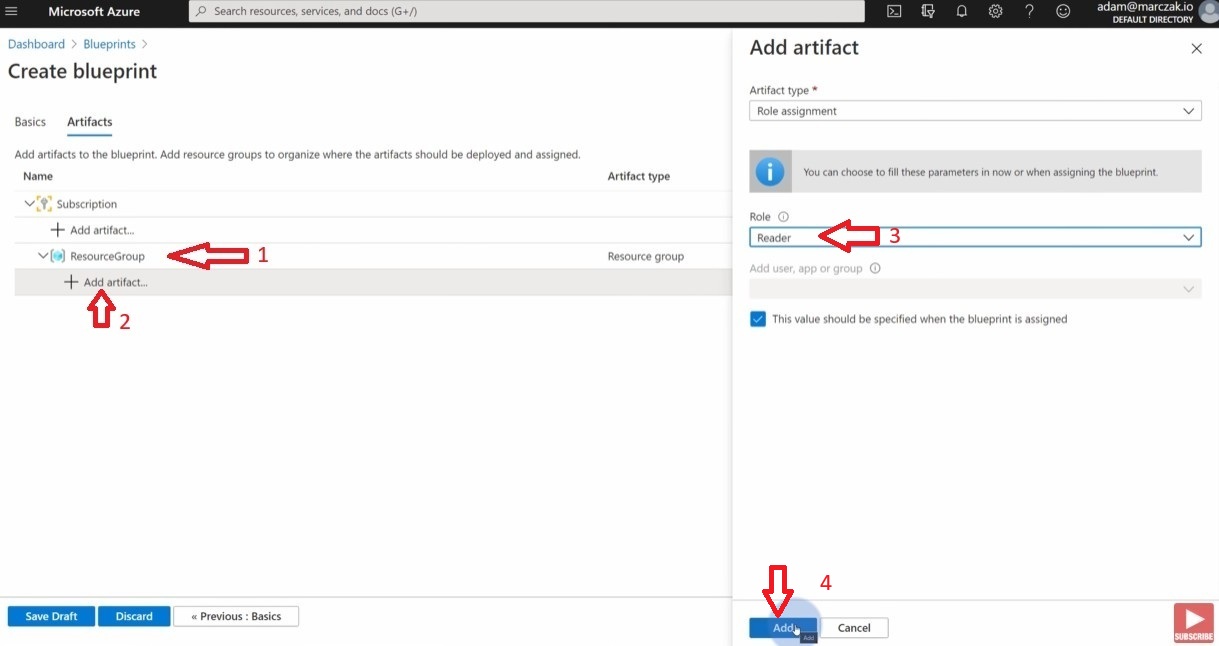 Microsoft Azure
Search resources, services, and docs (G+/)
adam@marczak.io
DEFAULT DIRECTORY
Dashboard > Blueprints >
Create blueprint
Basics
Artifacts
Add artifacts to the blueprint. Add resource groups to organize where the artifacts should be deployed and assigned.
Name
Artifact type
Subscription
Add artifact...
ResourceGroup
1
Resource group
Add artifact...
2
Save Draft
Discard
« Previous : Basics
Add artifact
Artifact type *
Role assignment
You can choose to fill these parameters in now or when assigning the blueprint.
Role
Reader
3
Add user, app or group
This value should be specified when the blueprint is assigned
4
Add
Add
Cancel
SUBSCRIBE